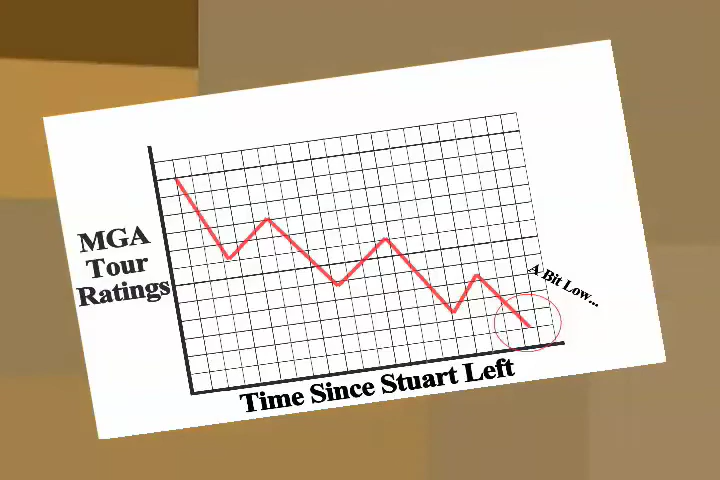 MGA
Tour
Ratings
A Bit Low...
Time Since Stuart Left